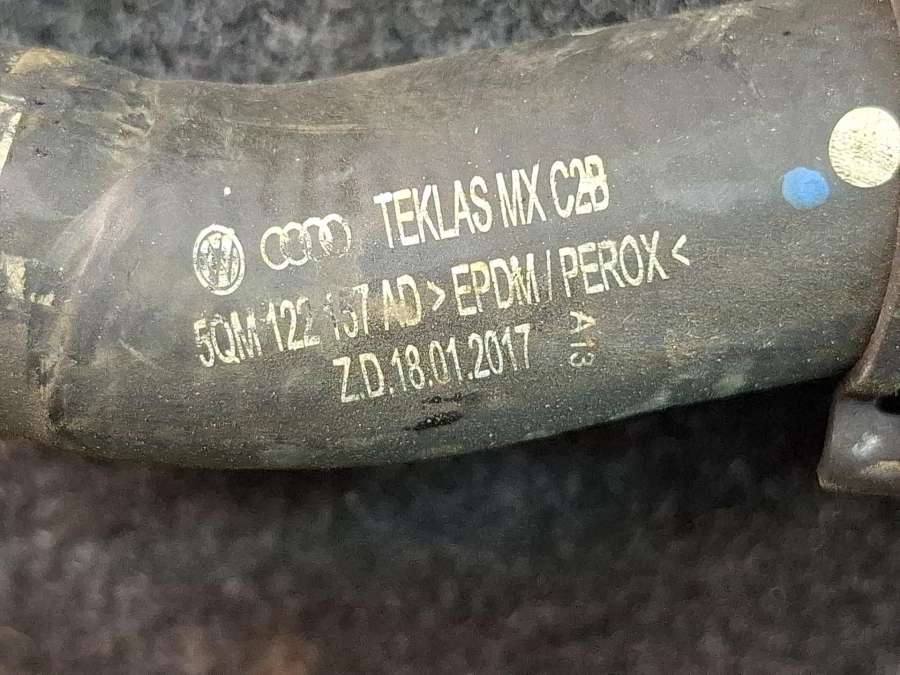 TEKLAS MX C2B
5QM 122 157 AD >EPDM / PEROX<
Z.D.18.01.2017
A13